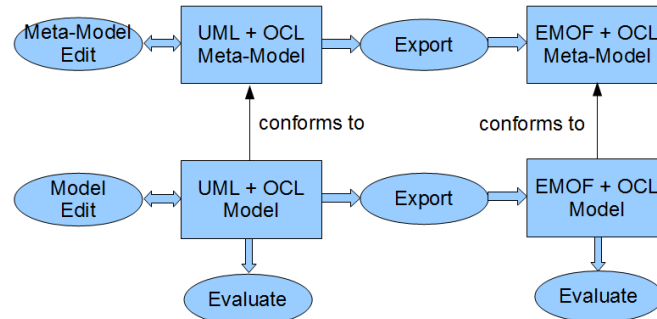 Meta-Model
Edit
UML + OCL
Meta-Model
Export
EMOF + OCL
Meta-Model
conforms to
conforms to
Model
Edit
UML + OCL
Model
Export
EMOF + OCL
Model
Evaluate
Evaluate